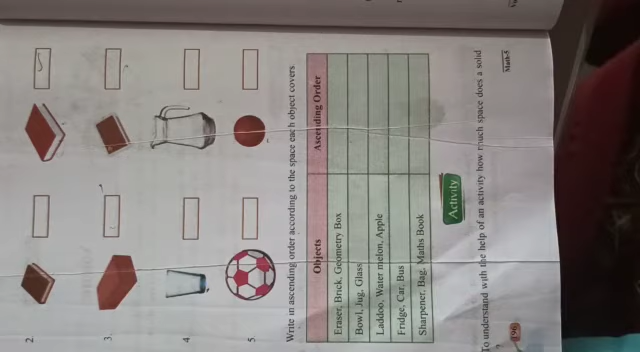 2.
3.
4.
5.
Write in ascending order according to the space each object covers
Objects Ascending Order
Eraser, Brick, Geometry Box
Bowl, Jug, Glass
Laddoo, Water melon, Apple
Fridge, Car, Bus
Sharpener, Bag, Maths Book
Activity
To understand with the help of an activity how much space does a solid
196 Math-5